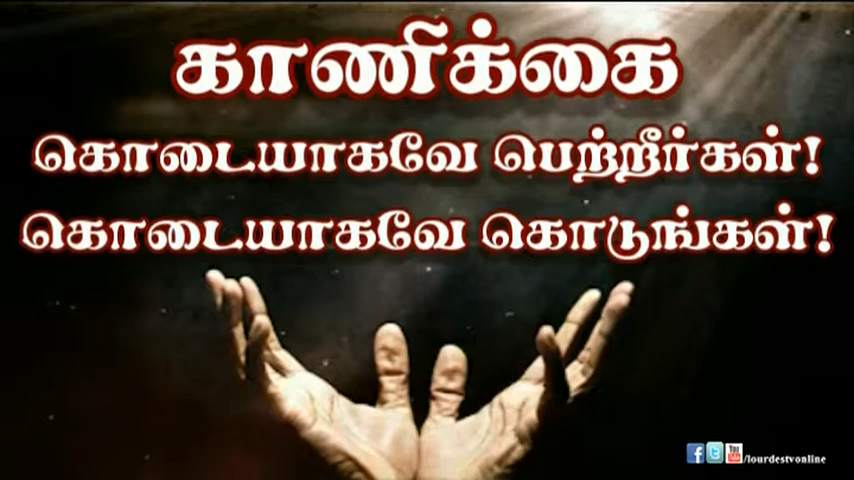 காணிக்கை
கொடையாகவே பெற்றீர்கள்!
கொடையாகவே கொடுங்கள்!
/lourdestvonline